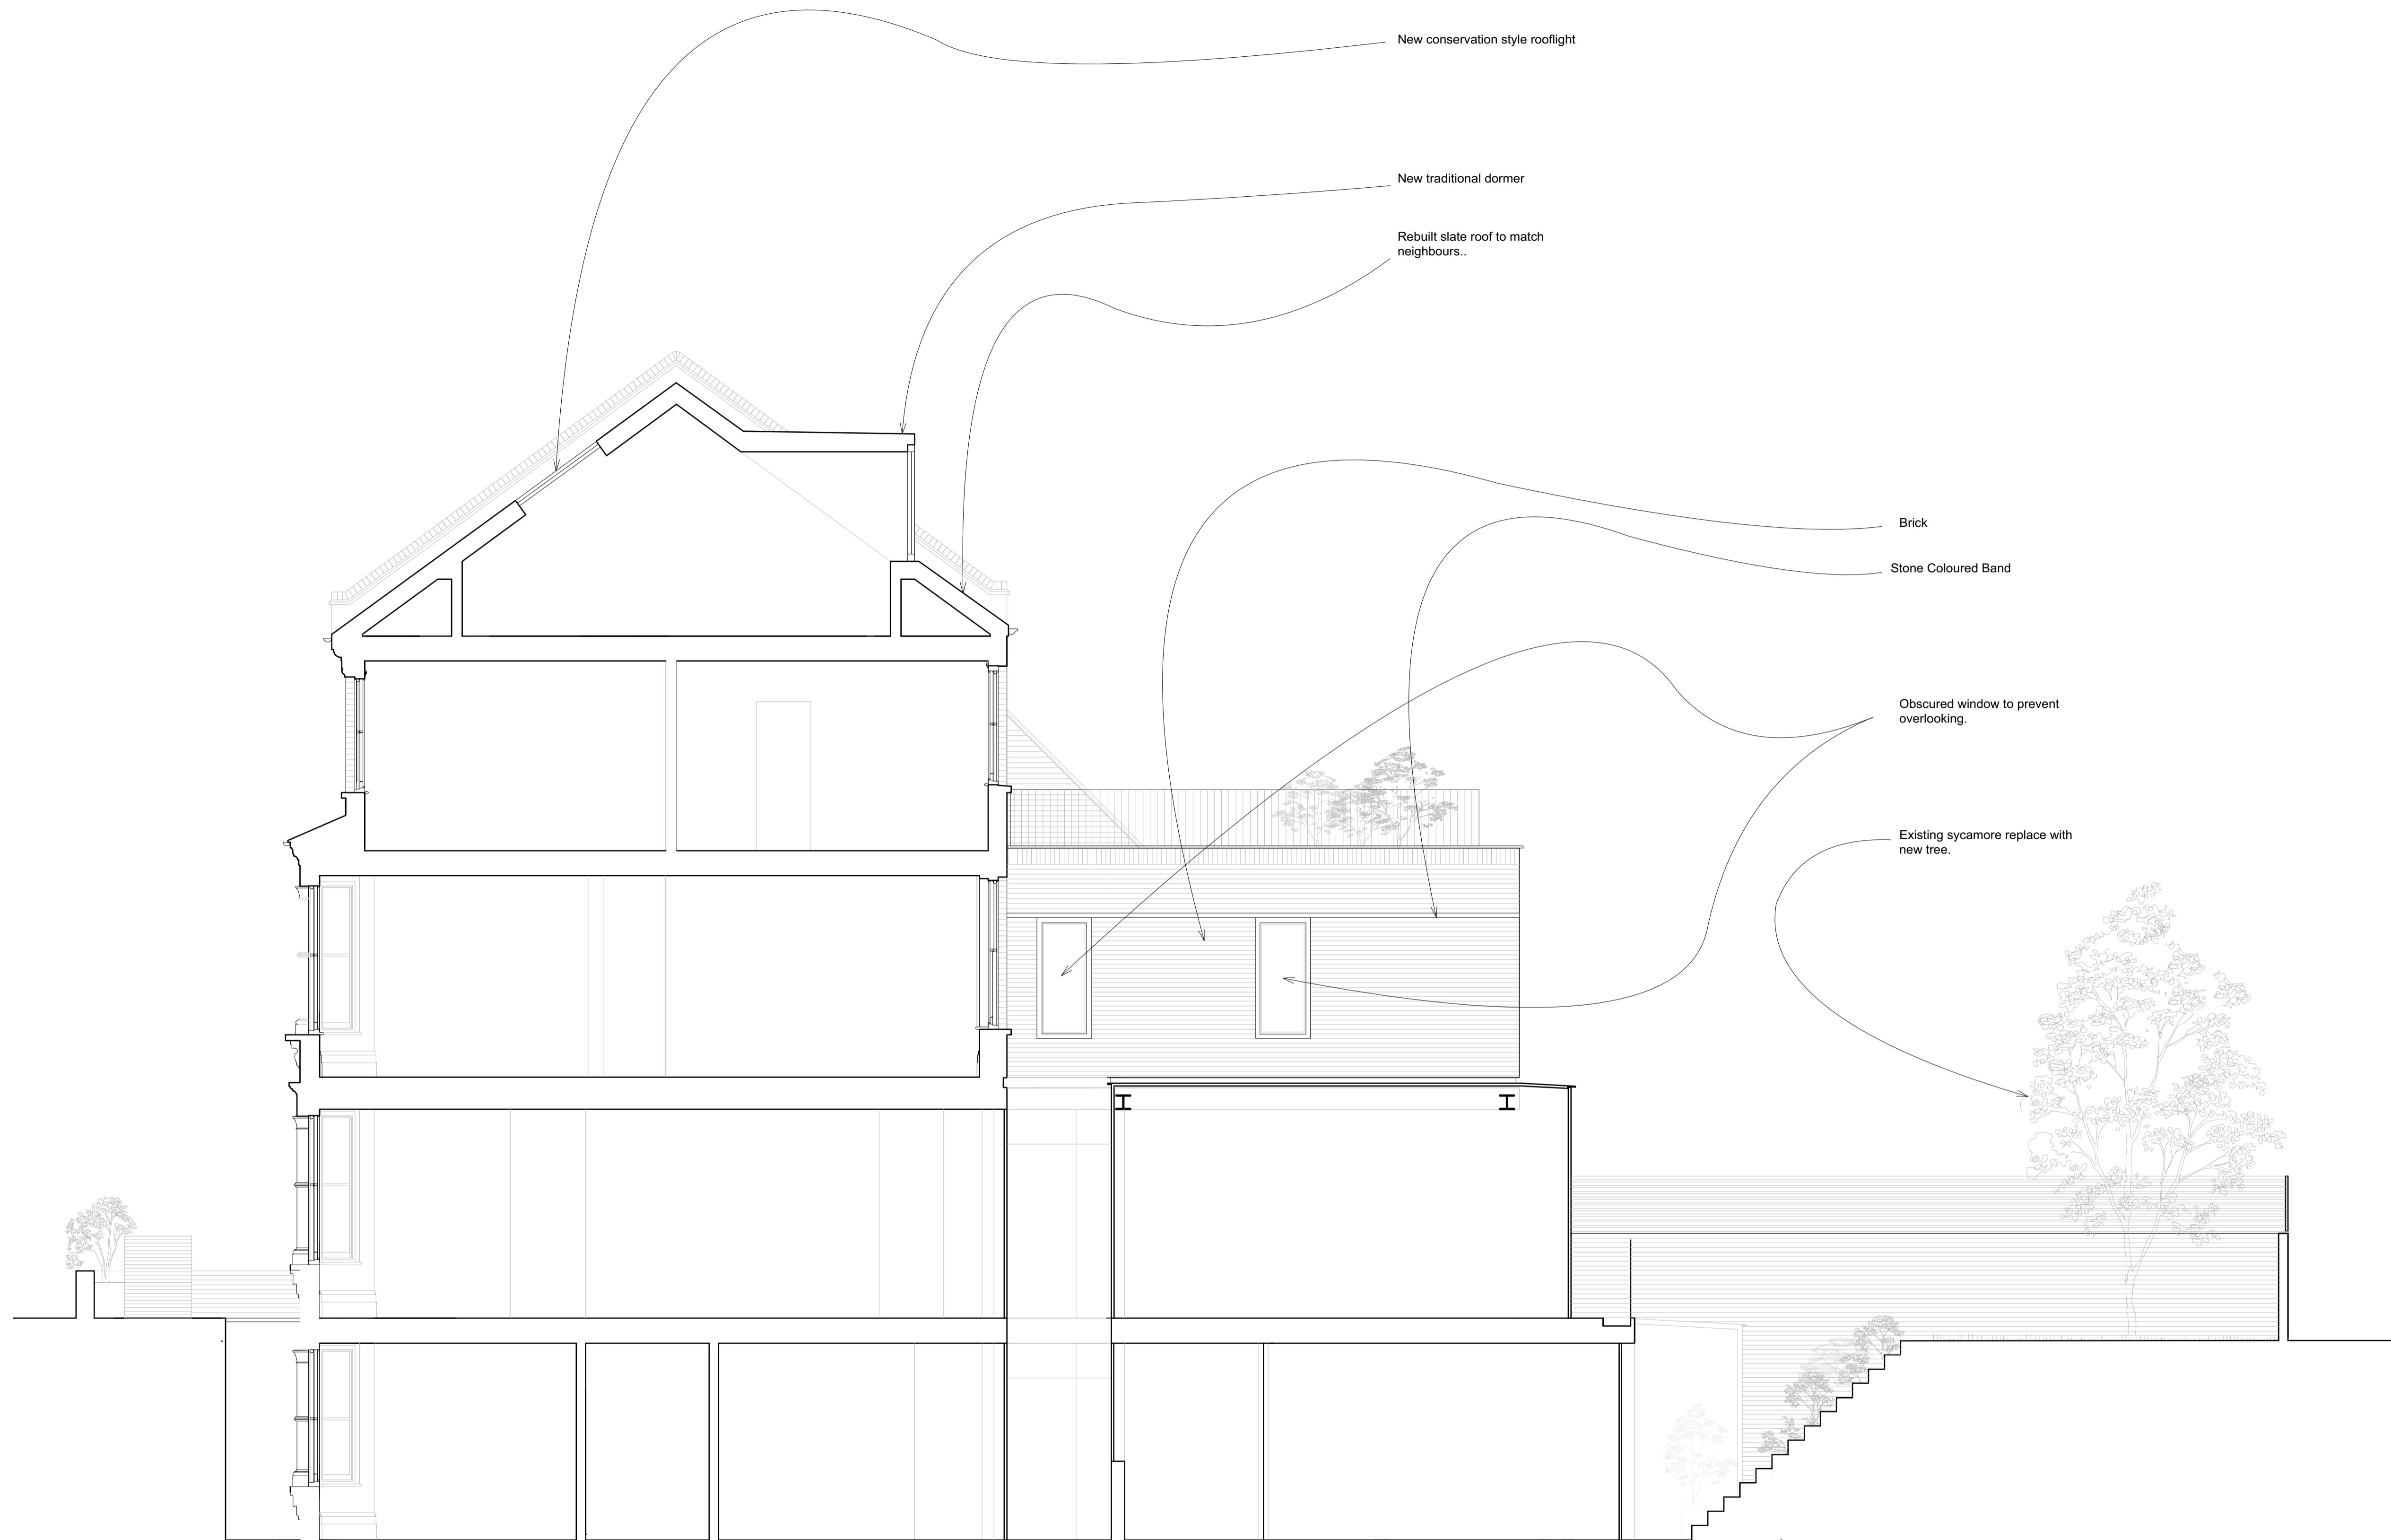 New conservation style rooflight
New traditional dormer
Rebuilt slate roof to match
neighbours..
Brick
Stone Coloured Band
Obscured window to prevent
overlooking.
Existing sycamore replace with
new tree.